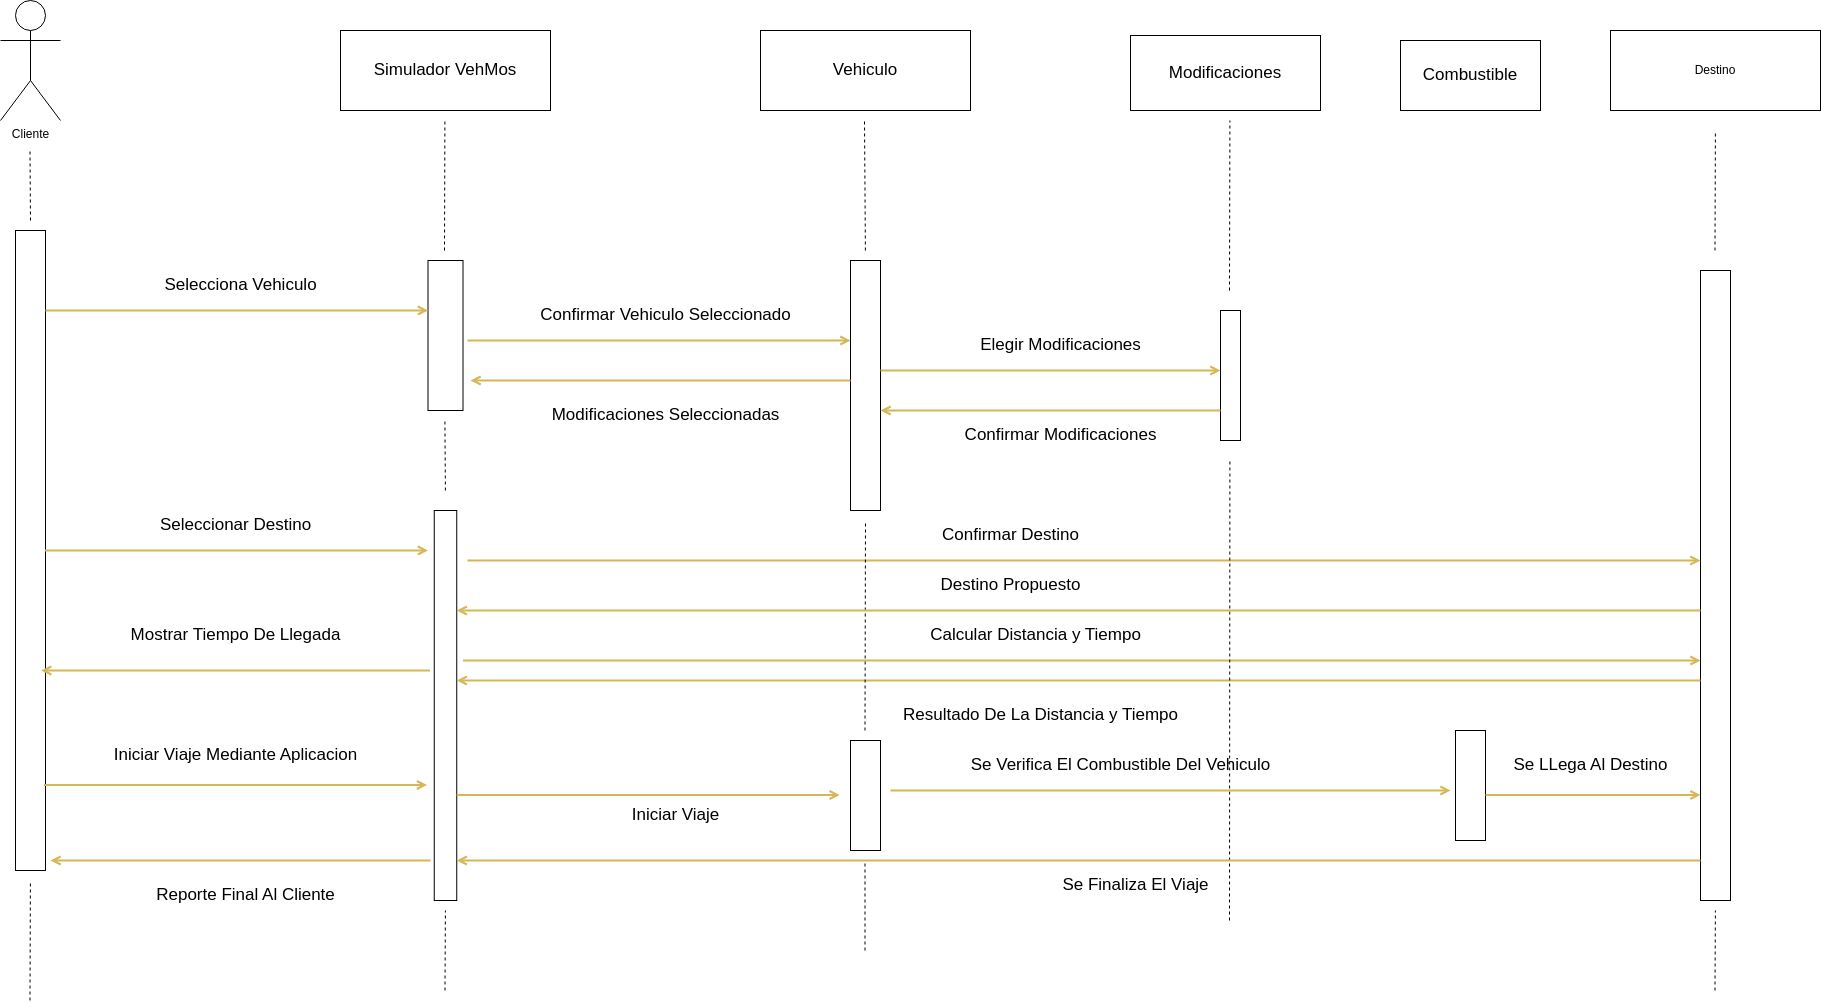 Cliente
Simulador VehMos
Vehiculo
Modificaciones
Combustible
Destino
Selecciona Vehiculo
Confirmar Vehiculo Seleccionado
Elegir Modificaciones
Modificaciones Seleccionadas
Confirmar Modificaciones
Seleccionar Destino
Confirmar Destino
Destino Propuesto
Mostrar Tiempo De Llegada
Calcular Distancia y Tiempo
Resultado De La Distancia y Tiempo
Iniciar Viaje Mediante Aplicacion
Se Verifica El Combustible Del Vehiculo
Se LLega Al Destino
Iniciar Viaje
Se Finaliza El Viaje
Reporte Final Al Cliente